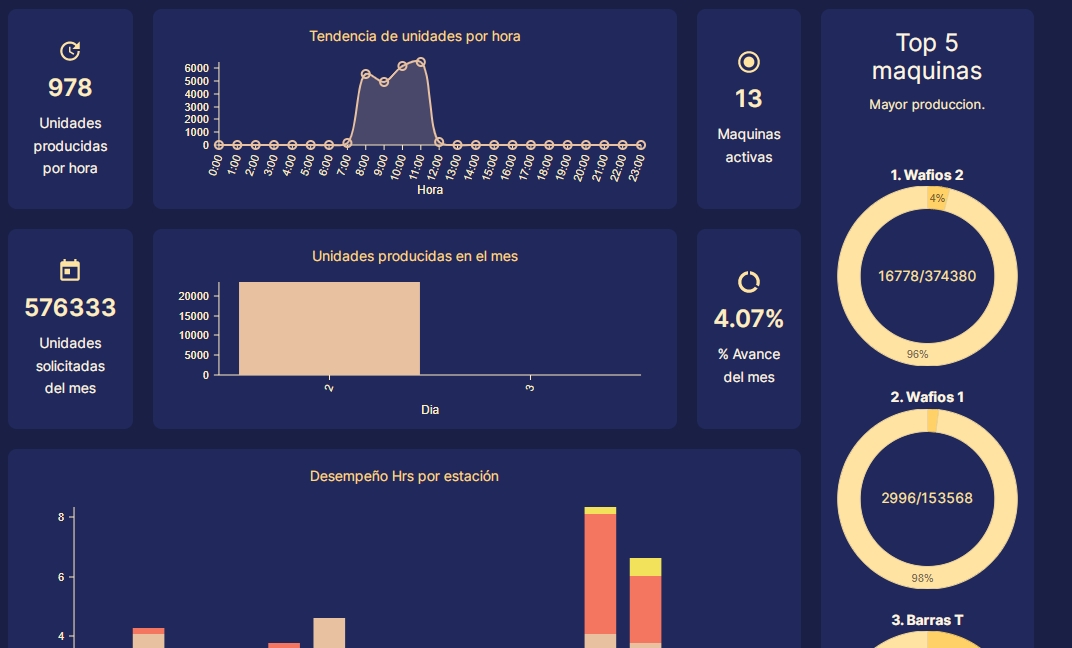 978
Unidades
producidas
por hora
Tendencia de unidades por hora
6000
5000
4000
3000
2000
1000
0
0:00
1:00
2:00
3:00
4:00
5:00
6:00
7:00
8:00
9:00
10:00
11:00
12:00
13:00
14:00
15:00
16:00
17:00
18:00
19:00
20:00
21:00
22:00
23:00
Hora
13
Maquinas
activas
576333
Unidades
solicitadas
del mes
Unidades producidas en el mes
20000
15000
10000
5000
0
2
3
Dia
4.07%
% Avance
del mes
Desempeño Hrs por estación
8
6
4
Top 5
maquinas
Mayor produccion.
1. Wafios 2
4%
16778/374380
96%
2. Wafios 1
2996/153568
98%
3. Barras T